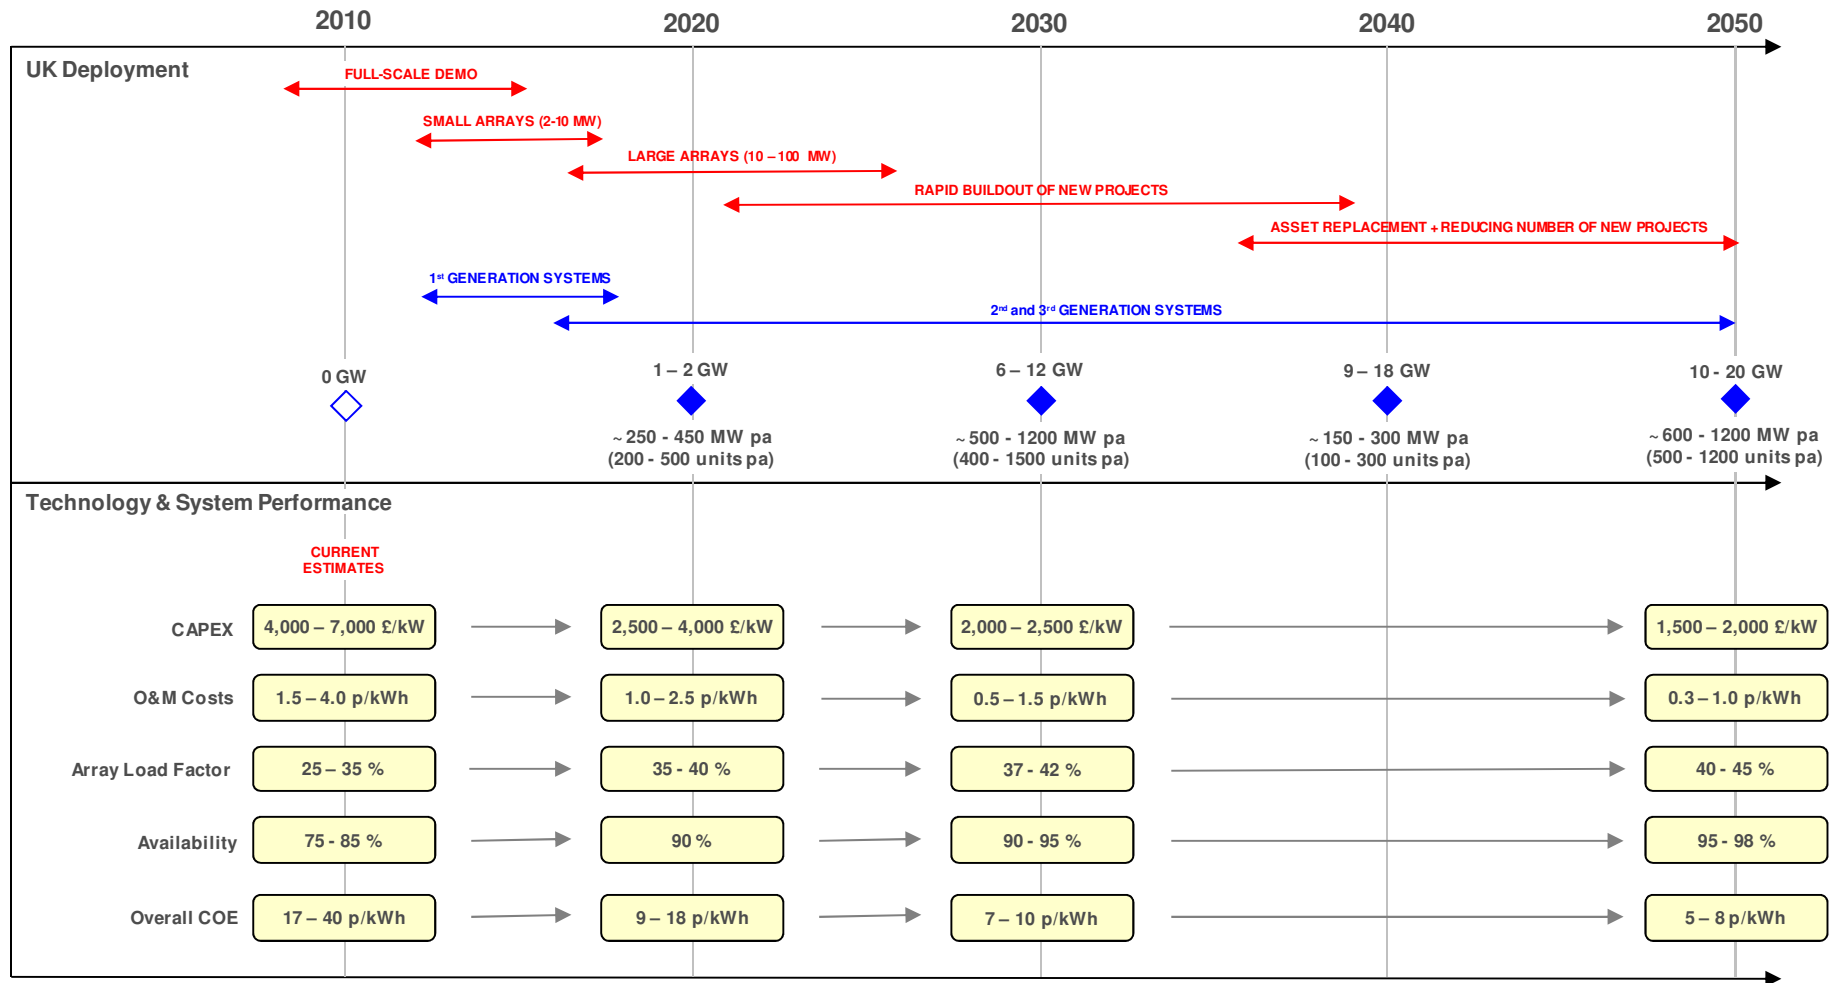 2010 2020 2030 2040 2050
UK Deployment
FULL-SCALE DEMO
SMALL ARRAYS (2-10 MW)
LARGE ARRAYS (10 – 100 MW)
RAPID BUILDOUT OF NEW PROJECTS
ASSET REPLACEMENT + REDUCING NUMBER OF NEW PROJECTS
1st GENERATION SYSTEMS
2nd and 3rd GENERATION SYSTEMS
0 GW 1 – 2 GW 6 – 12 GW 9 – 18 GW 10 - 20 GW
~ 250 - 450 MW pa ~ 500 - 1200 MW pa ~ 150 - 300 MW pa ~ 600 - 1200 MW pa
(200 - 500 units pa) (400 - 1500 units pa) (100 - 300 units pa) (500 - 1200 units pa)
Technology & System Performance
CURRENT
ESTIMATES
CAPEX 4,000 – 7,000 £/kW 2,500 – 4,000 £/kW 2,000 – 2,500 £/kW 1,500 – 2,000 £/kW
O&M Costs 1.5 – 4.0 p/kWh 1.0 – 2.5 p/kWh 0.5 – 1.5 p/kWh 0.3 – 1.0 p/kWh
Array Load Factor 25 – 35 % 35 - 40 % 37 - 42 % 40 - 45 %
Availability 75 - 85 % 90 % 90 - 95 % 95 - 98 %
Overall COE 17 – 40 p/kWh 9 – 18 p/kWh 7 – 10 p/kWh 5 – 8 p/kWh